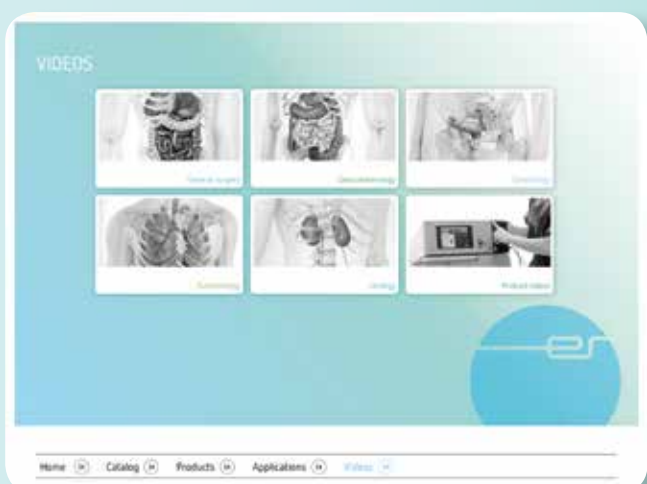 VIDEOS
General surgery
Gastroenterology
Gynecology
Pulmonology
Urology
Product videos
Home
Catalog
Products
Applications
Videos